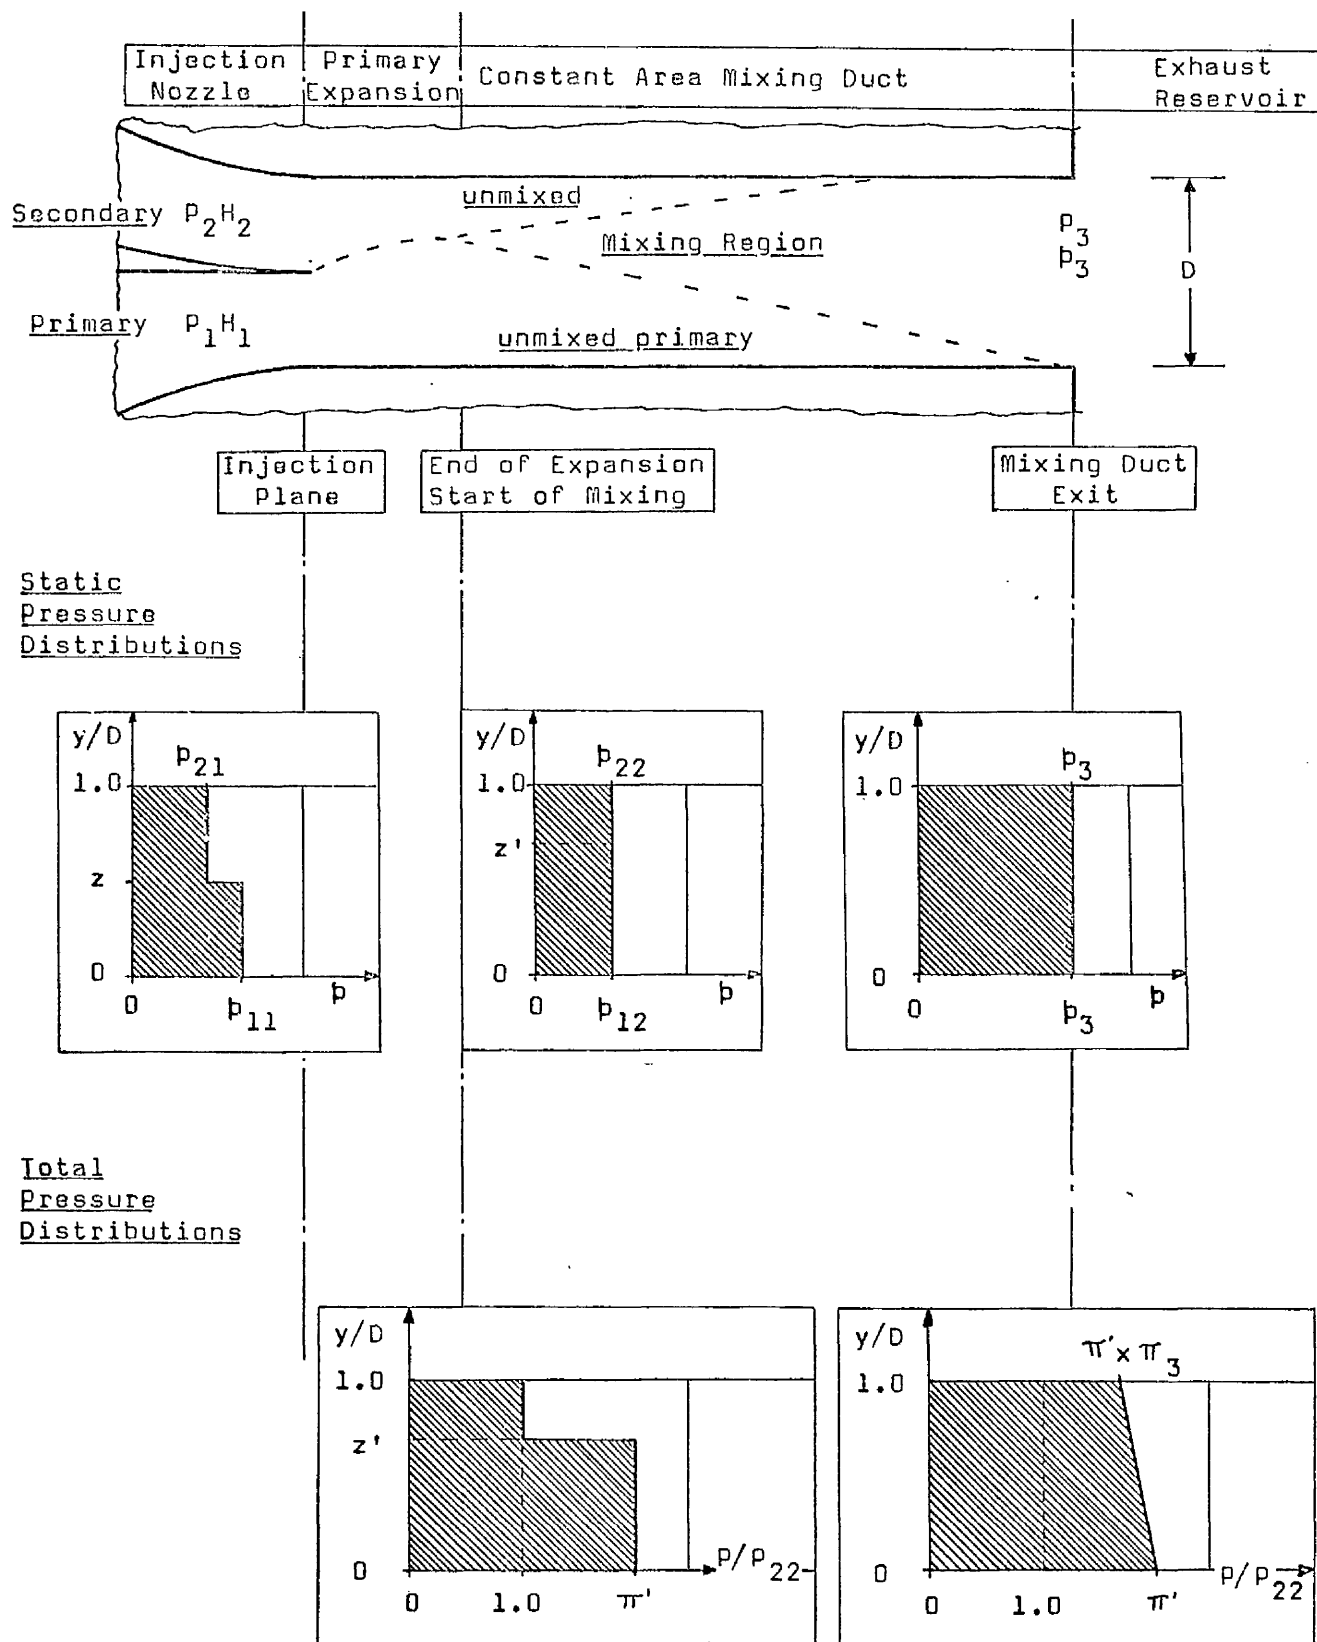 Injection Nozzle
Primary Expansion
Constant Area Mixing Duct
Exhaust Reservoir
unmixed
Secondary P₂H₂
Mixing Region
P₃
p₃
D
Primary P₁H₁
unmixed primary
Injection Plane
End of Expansion
Start of Mixing
Mixing Duct Exit
Static
Pressure
Distributions
y/D
p₂₁
1.0
z
0
0
p₁₁
p
y/D
p₂₂
1.0
z'
0
0
p₁₂
p
y/D
p₃
1.0
0
0
p₃
p
Total
Pressure
Distributions
y/D
1.0
z'
0
P/P₂₂
0
1.0
π'
y/D
π' x π₃
1.0
0
P/P₂₂
0
1.0
π'